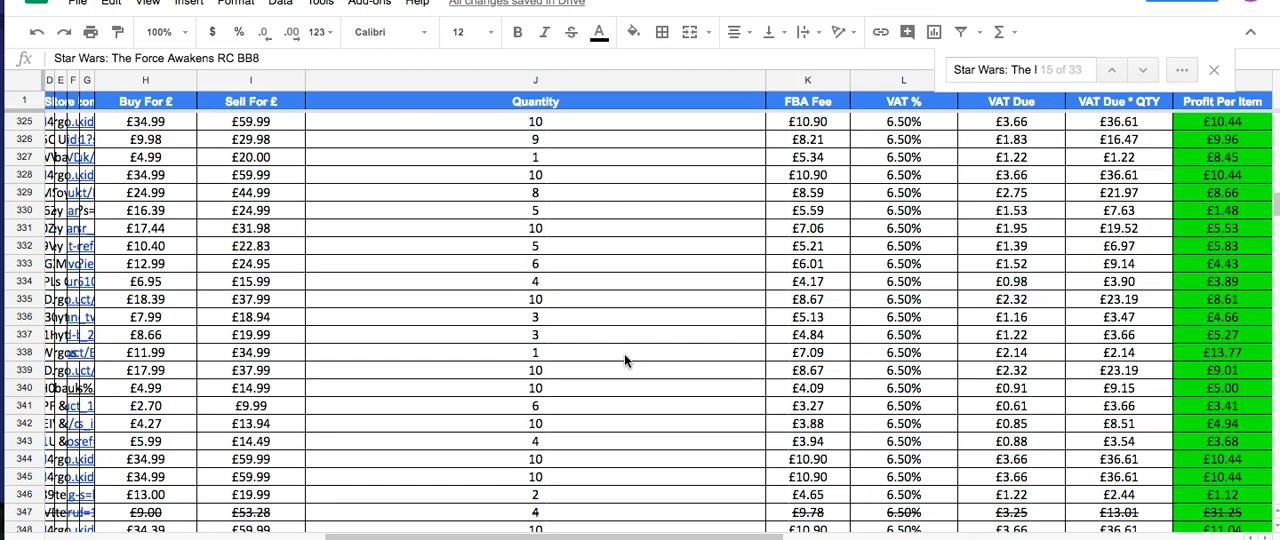 File Edit View Insert Format Data Tools Add-ons Help All changes saved in Drive
100% $ % .0 .00 123 Calibri 12 B I S A
fx Star Wars: The Force Awakens RC BB8
Star Wars: The I 15 of 33
D E F G H I J K L
1 Buy For £ Sell For £ Quantity FBA Fee VAT % VAT Due VAT Due * QTY Profit Per Item
325 £34.99 £59.99 10 £10.90 6.50% £3.66 £36.61 £10.44
326 £9.98 £29.98 9 £8.21 6.50% £1.83 £16.47 £9.96
327 £4.99 £20.00 1 £5.34 6.50% £1.22 £1.22 £8.45
328 £34.99 £59.99 10 £10.90 6.50% £3.66 £36.61 £10.44
329 £24.99 £44.99 8 £8.59 6.50% £2.75 £21.97 £8.66
330 £16.39 £24.99 5 £5.59 6.50% £1.53 £7.63 £1.48
331 £17.44 £31.98 10 £7.06 6.50% £1.95 £19.52 £5.53
332 £10.40 £22.83 5 £5.21 6.50% £1.39 £6.97 £5.83
333 £12.99 £24.95 6 £6.01 6.50% £1.52 £9.14 £4.43
334 £6.95 £15.99 4 £4.17 6.50% £0.98 £3.90 £3.89
335 £18.39 £37.99 10 £8.67 6.50% £2.32 £23.19 £8.61
336 £7.99 £18.94 3 £5.13 6.50% £1.16 £3.47 £4.66
337 £8.66 £19.99 3 £4.84 6.50% £1.22 £3.66 £5.27
338 £11.99 £34.99 1 £7.09 6.50% £2.14 £2.14 £13.77
339 £17.99 £37.99 10 £8.67 6.50% £2.32 £23.19 £9.01
340 £4.99 £14.99 10 £4.09 6.50% £0.91 £9.15 £5.00
341 £2.70 £9.99 6 £3.27 6.50% £0.61 £3.66 £3.41
342 £4.27 £13.94 10 £3.88 6.50% £0.85 £8.51 £4.94
343 £5.99 £14.49 4 £3.94 6.50% £0.88 £3.54 £3.68
344 £34.99 £59.99 10 £10.90 6.50% £3.66 £36.61 £10.44
345 £34.99 £59.99 10 £10.90 6.50% £3.66 £36.61 £10.44
346 £13.00 £19.99 2 £4.65 6.50% £1.22 £2.44 £1.12
347 £9.00 £53.28 4 £9.78 6.50% £3.25 £13.01 £31.25
348 £34.39 £59.99 10 £10.90 6.50% £3.66 £36.61 £11.04